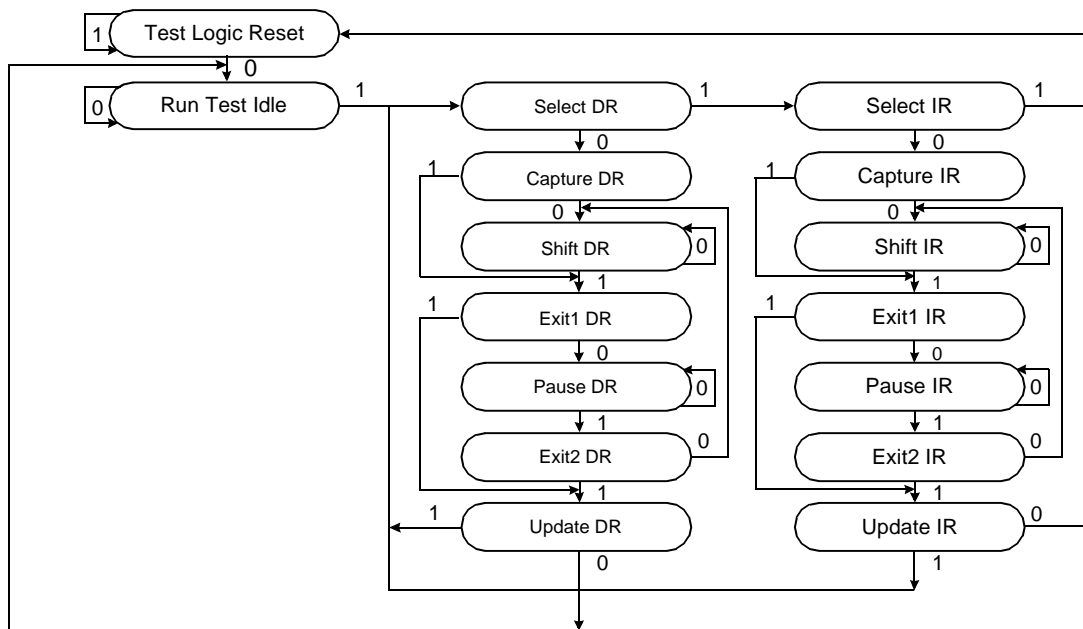 Test Logic Reset
1
0
Run Test Idle
0
1
Select DR
1
Select IR
1
0
0
Capture DR
1
Capture IR
1
0
0
Shift DR
0
Shift IR
0
1
1
Exit1 DR
1
Exit1 IR
1
0
0
Pause DR
0
Pause IR
0
1
1
Exit2 DR
0
Exit2 IR
0
1
1
Update DR
1
Update IR
0
0
1